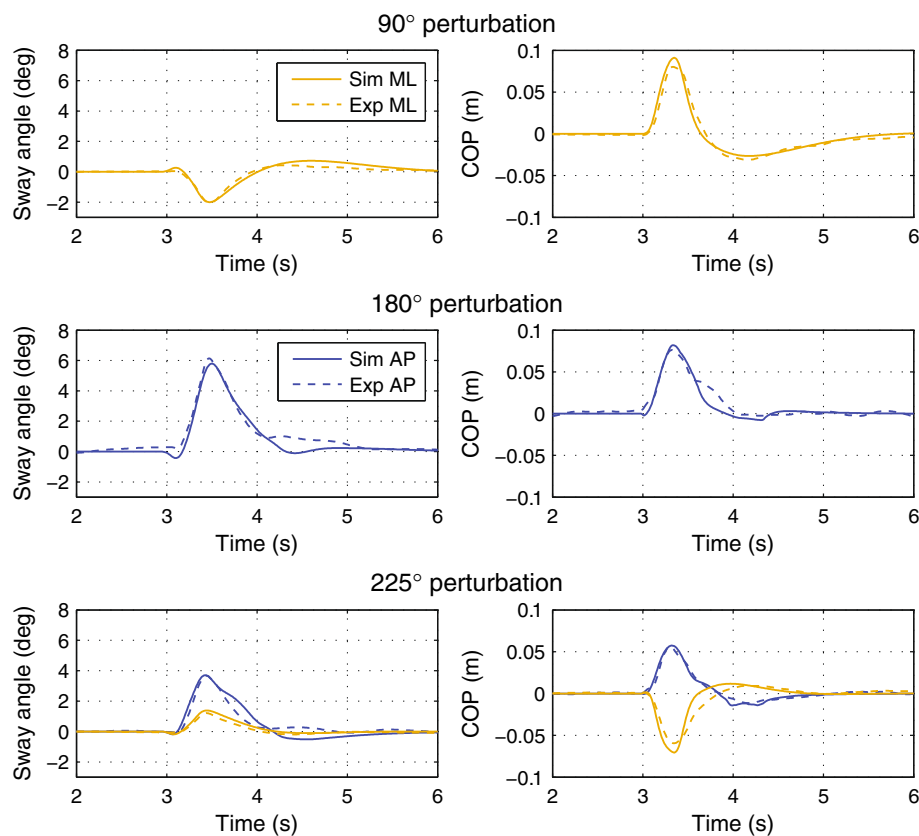 90° perturbation
Sway angle (deg)
8
6
4
2
0
−2
2 3 4 5 6
Time (s)
Sim ML
Exp ML
COP (m)
0.1
0.05
0
−0.05
−0.1
2 3 4 5 6
Time (s)
180° perturbation
Sway angle (deg)
8
6
4
2
0
−2
2 3 4 5 6
Time (s)
Sim AP
Exp AP
COP (m)
0.1
0.05
0
−0.05
−0.1
2 3 4 5 6
Time (s)
225° perturbation
Sway angle (deg)
8
6
4
2
0
−2
2 3 4 5 6
Time (s)
COP (m)
0.1
0.05
0
−0.05
−0.1
2 3 4 5 6
Time (s)